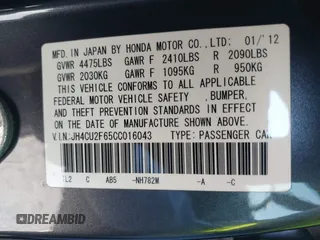 MFD. IN JAPAN BY HONDA MOTOR CO.,LTD. 01/'12
GVWR 4475LBS GAWR F 2410LBS R 2090LBS
GVWR 2030KG GAWR F 1095KG R 950KG
THIS VEHICLE CONFORMS TO ALL APPLICABLE
FEDERAL MOTOR VEHICLE SAFETY, BUMPER,
AND THEFT PREVENTION STANDARDS IN EFFECT
ON THE DATE OF MANUFACTURE SHOWN ABOVE.
V.I.N:JH4CU2F65CC016043 TYPE: PASSENGER CAR
TL2 C AB5 -NH782M -A -C
DREAMBID